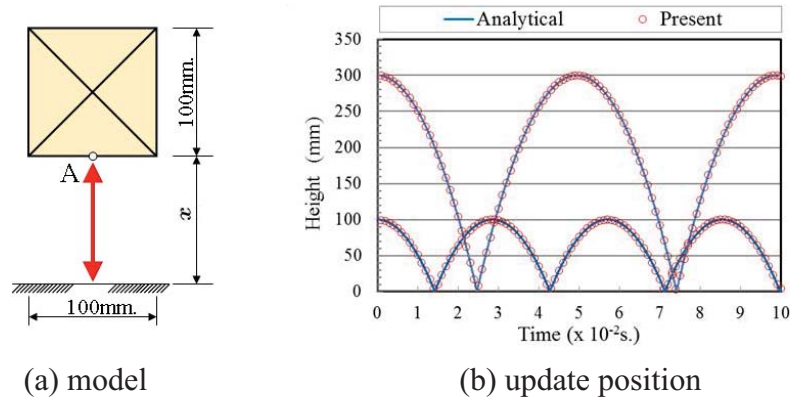 100mm.
A
x
100mm.
(a) model
Analytical Present
Height (mm)
350
300
250
200
150
100
50
0
0 1 2 3 4 5 6 7 8 9 10
Time (x 10-2s.)
(b) update position